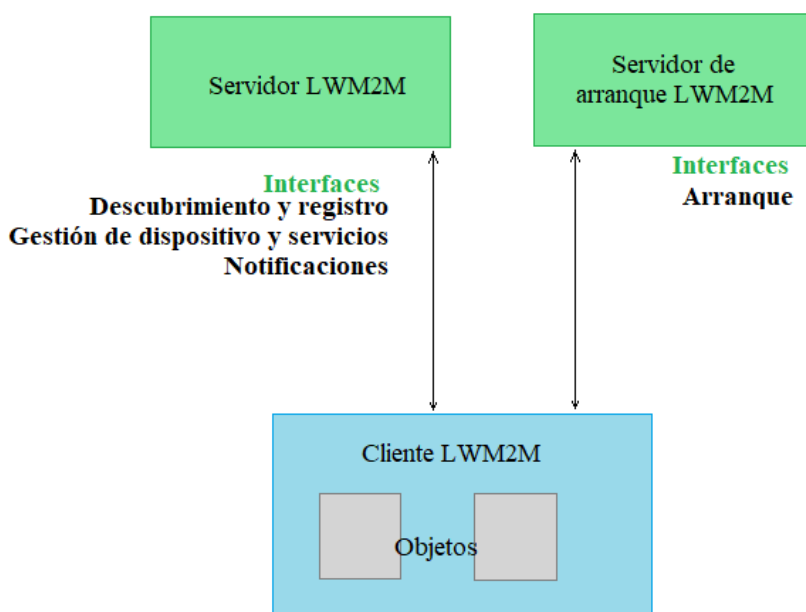 Servidor LWM2M
Servidor de
arranque LWM2M
Interfaces
Descubrimiento y registro
Gestión de dispositivo y servicios
Notificaciones
Interfaces
Arranque
Cliente LWM2M
Objetos